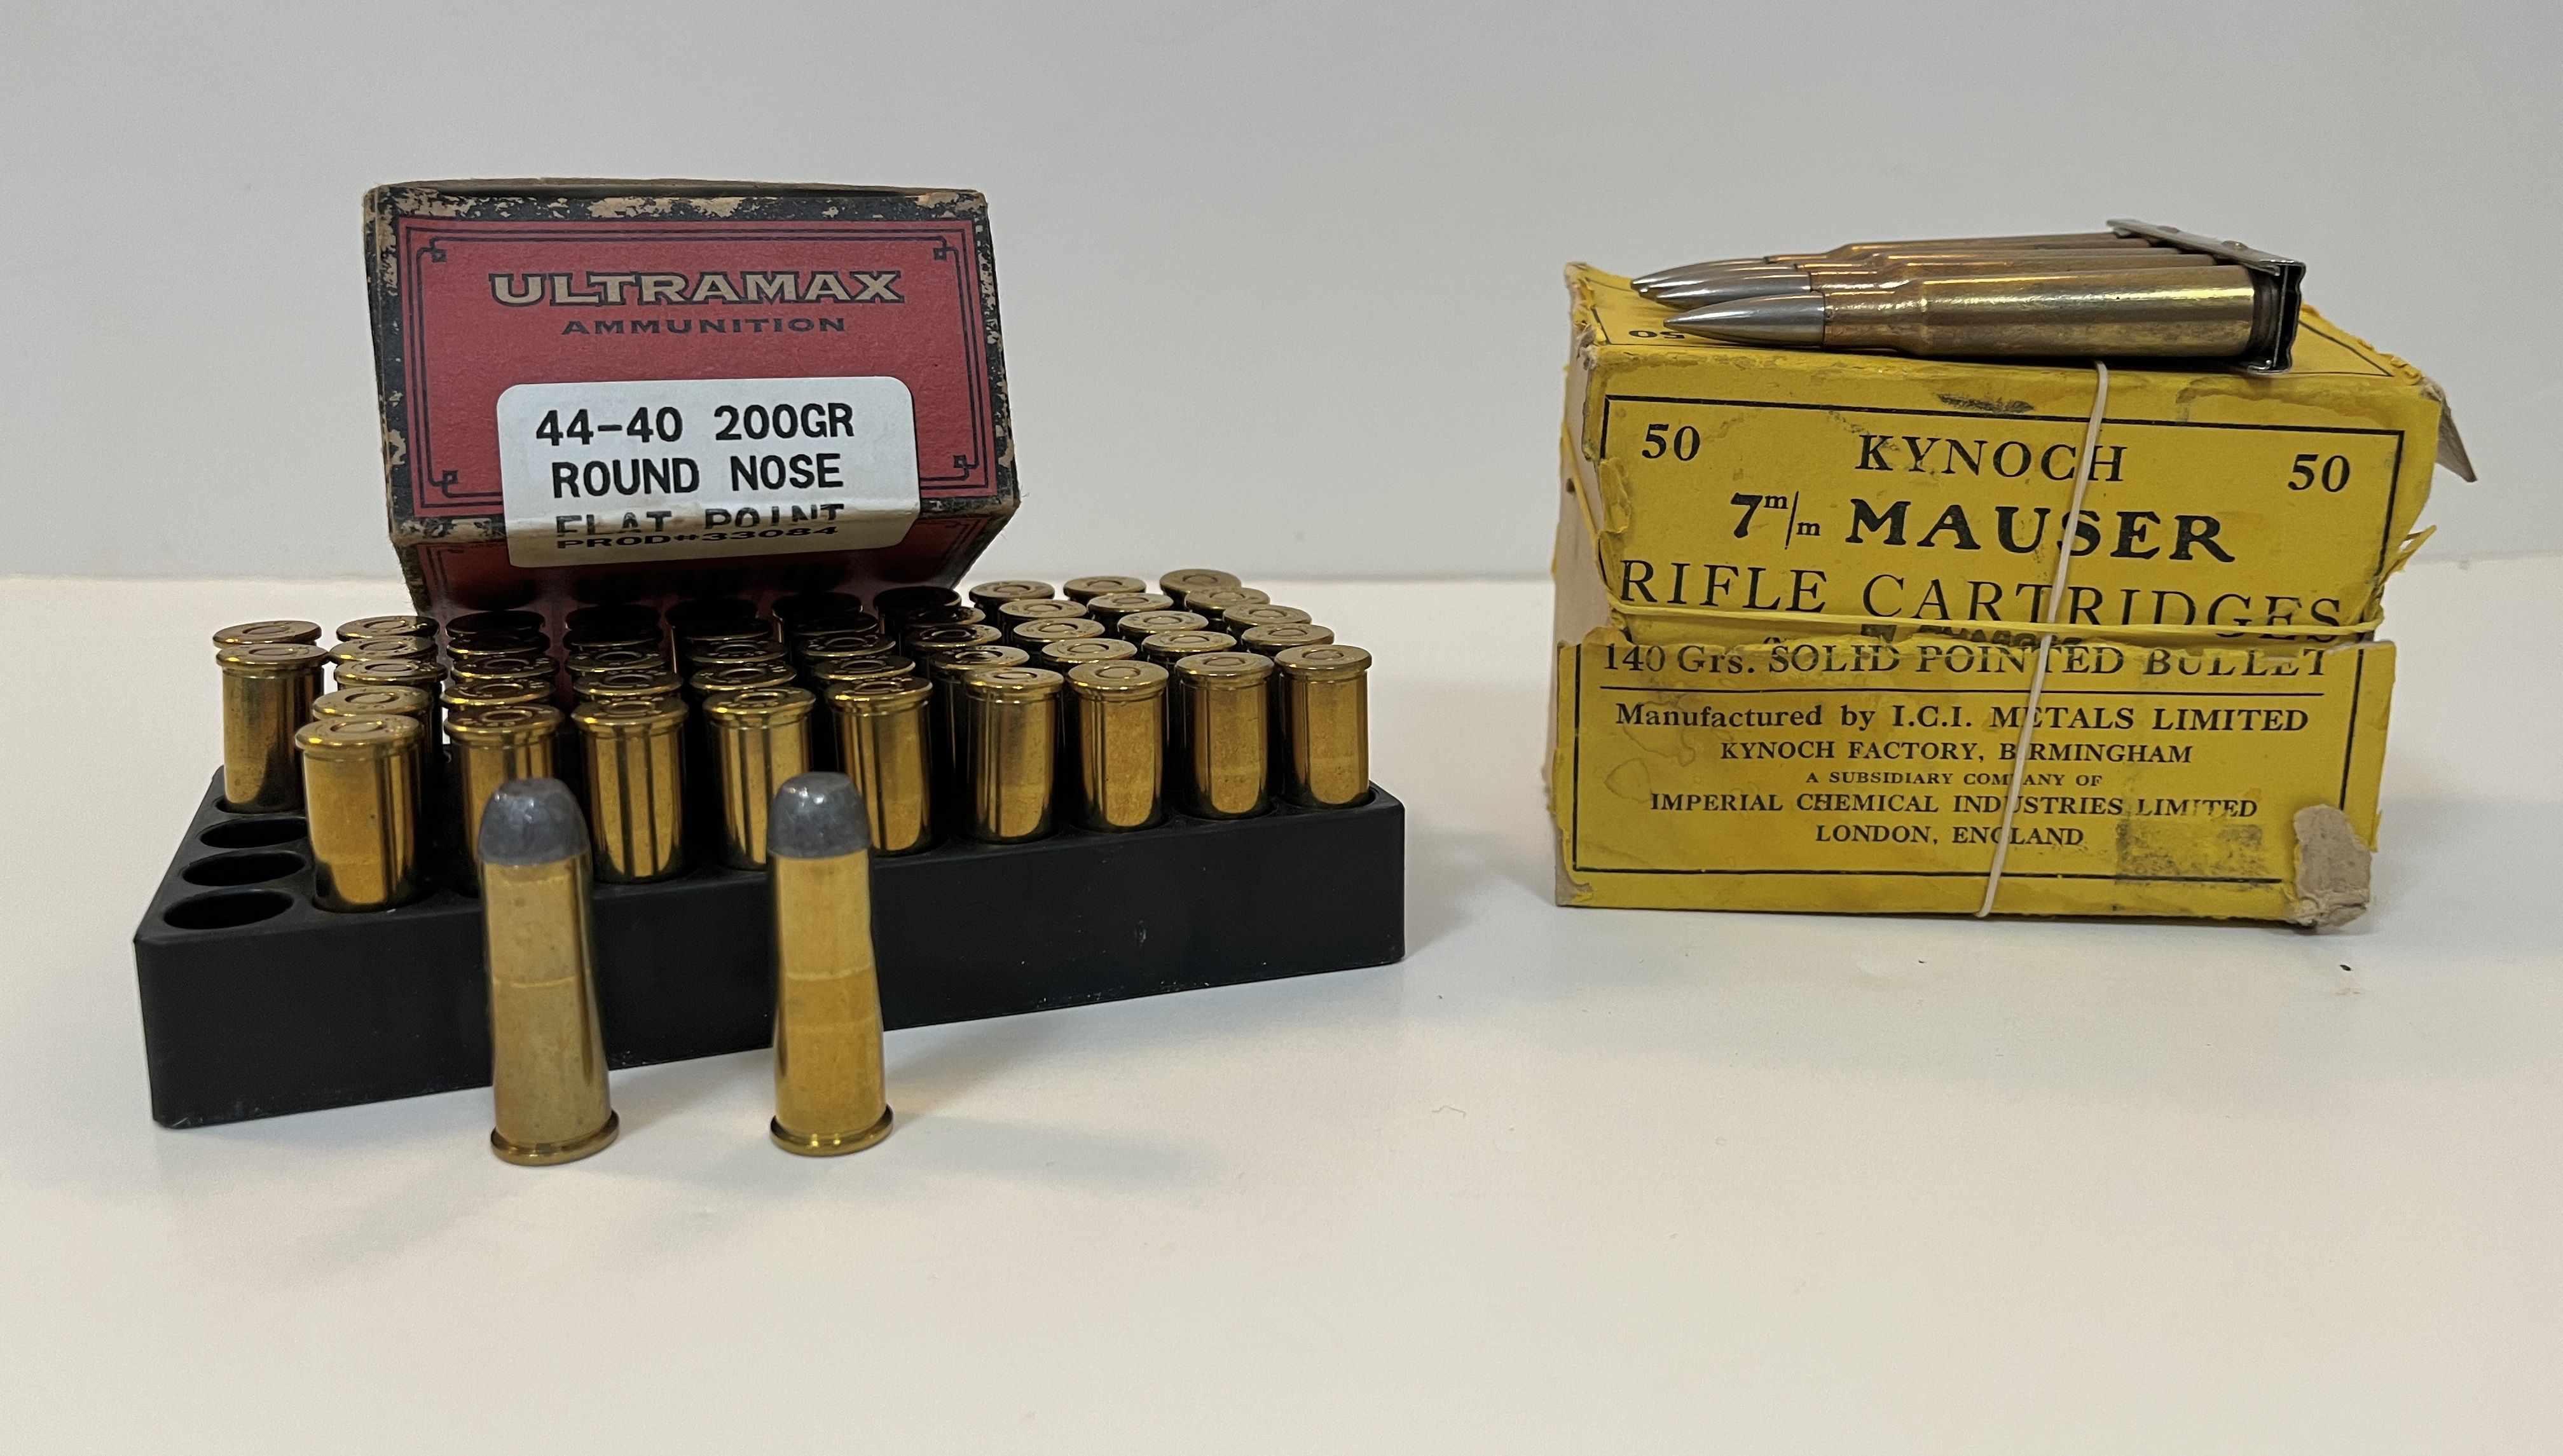 ULTRAMAX
AMMUNITION
44-40 200GR
ROUND NOSE
FLAT POINT
PROD#33084
50
50 KYNOCH 50
7m/m MAUSER
RIFLE CARTRIDGES
140 Grs. SOLID POINTED BULLET
Manufactured by I.C.I. METALS LIMITED
KYNOCH FACTORY, BIRMINGHAM
A SUBSIDIARY COMPANY OF
IMPERIAL CHEMICAL INDUSTRIES LIMITED
LONDON, ENGLAND